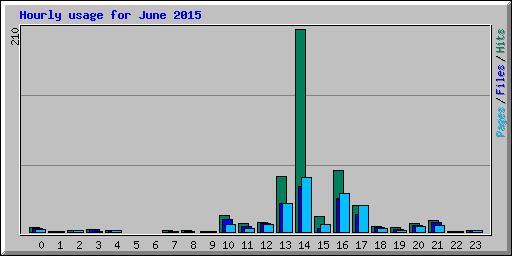 Hourly usage for June 2015
210
Pages/Files/Hits
0 1 2 3 4 5 6 7 8 9 10 11 12 13 14 15 16 17 18 19 20 21 22 23